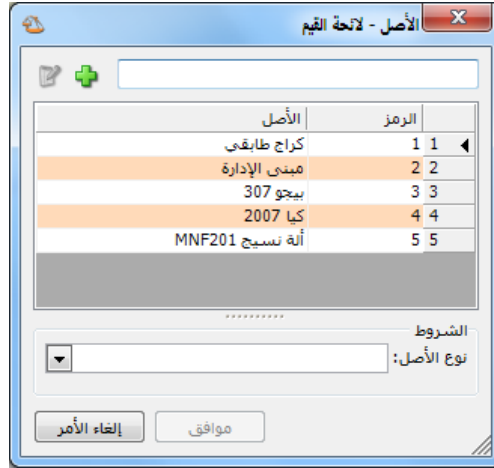 الأصل - لائحة القيم
الرمز الأصل
1 1 كراج طابقي
2 2 مبنى الإدارة
3 3 بيجو 307
4 4 كيا 2007
5 5 ألة نسيج MNF201
الشروط
نوع الأصل:
موافق إلغاء الأمر